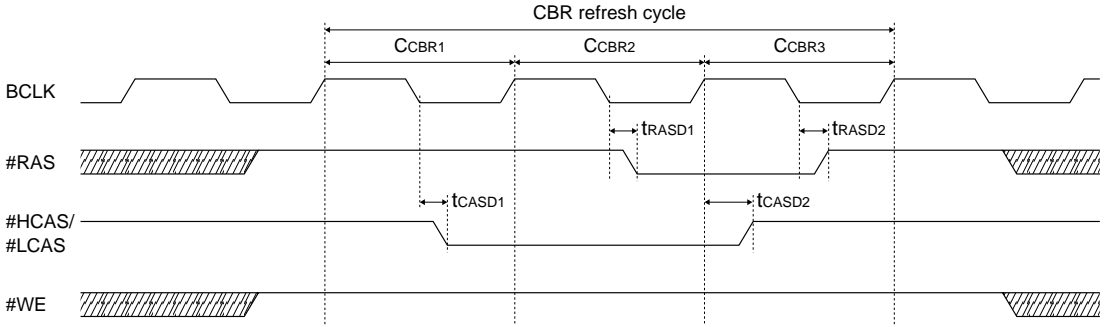 CBR refresh cycle
CCBR1 CCBR2 CCBR3
BCLK
tRASD1 tRASD2
#RAS
tCASD1 tCASD2
#HCAS/
#LCAS
#WE